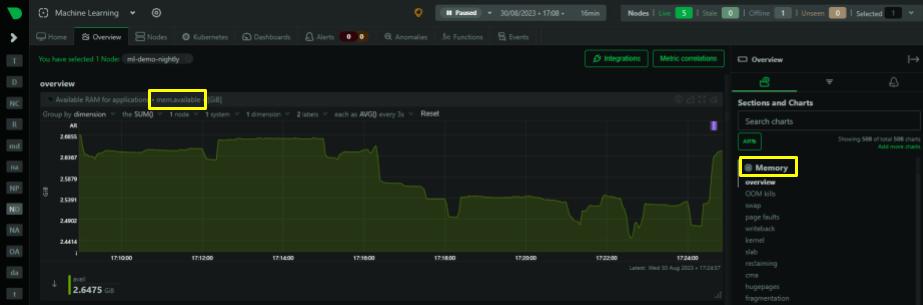 Machine Learning
Paused 30/08/2023 • 17:08 16min
Nodes: Live 5 Stale 0 Offline 1 Unseen 0 Selected 1
Home Overview Nodes Kubernetes Dashboards Alerts 0 0 Anomalies Functions Events
You have selected 1 Node: ml-demo-nightly
Integrations Metric correlations
overview
Available RAM for applications • mem.available • [GiB]
Group by dimension the SUM() 1 node 1 system 1 dimension 2 labels each as AVG() every 3s Reset
AR
2.6855
2.6367
2.5879
2.5391
2.4902
2.4414
GiB
17:10:00 17:12:00 17:14:00 17:16:00 17:18:00 17:20:00 17:22:00 17:24:00
Latest: Wed 30 Aug 2023 • 17:24:57
avail
2.6475 GiB
T
D
NC
R
md
na
NP
ND
NA
OA
da
t
Overview
Sections and Charts
Search charts
AR%
Showing 508 of total 508 charts
Add more charts
Memory
overview
OOM kills
swap
page faults
writeback
kernel
slab
reclaiming
cma
hugepages
fragmentation